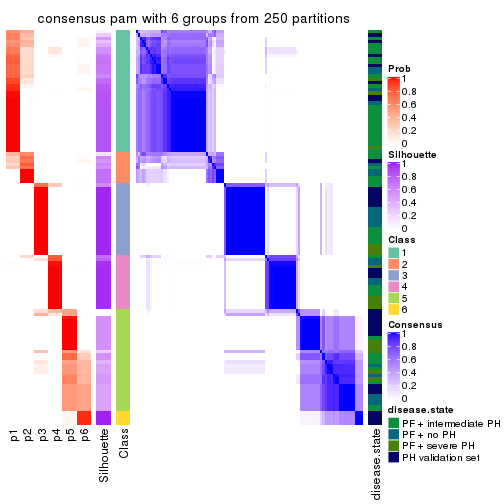 consensus pam with 6 groups from 250 partitions
Prob
1
0.8
0.6
0.4
0.2
0
Silhouette
1
0.8
0.6
0.4
0.2
0
Class
1
2
3
4
5
6
Consensus
1
0.8
0.6
0.4
0.2
0
disease.state
PF + intermediate PH
PF + no PH
PF + severe PH
PH validation set
p1
p2
p3
p4
p5
p6
Silhouette
Class
disease.state